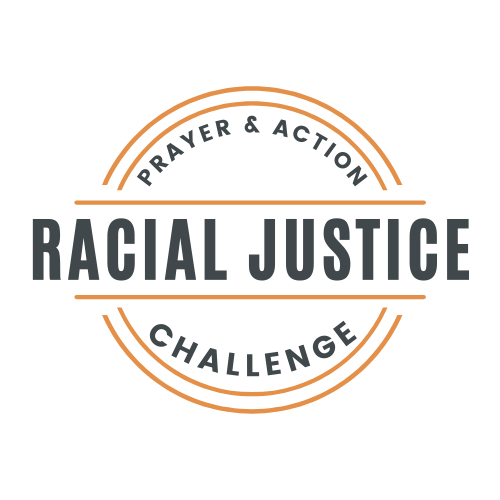 PRAYER & ACTION
RACIAL JUSTICE
CHALLENGE